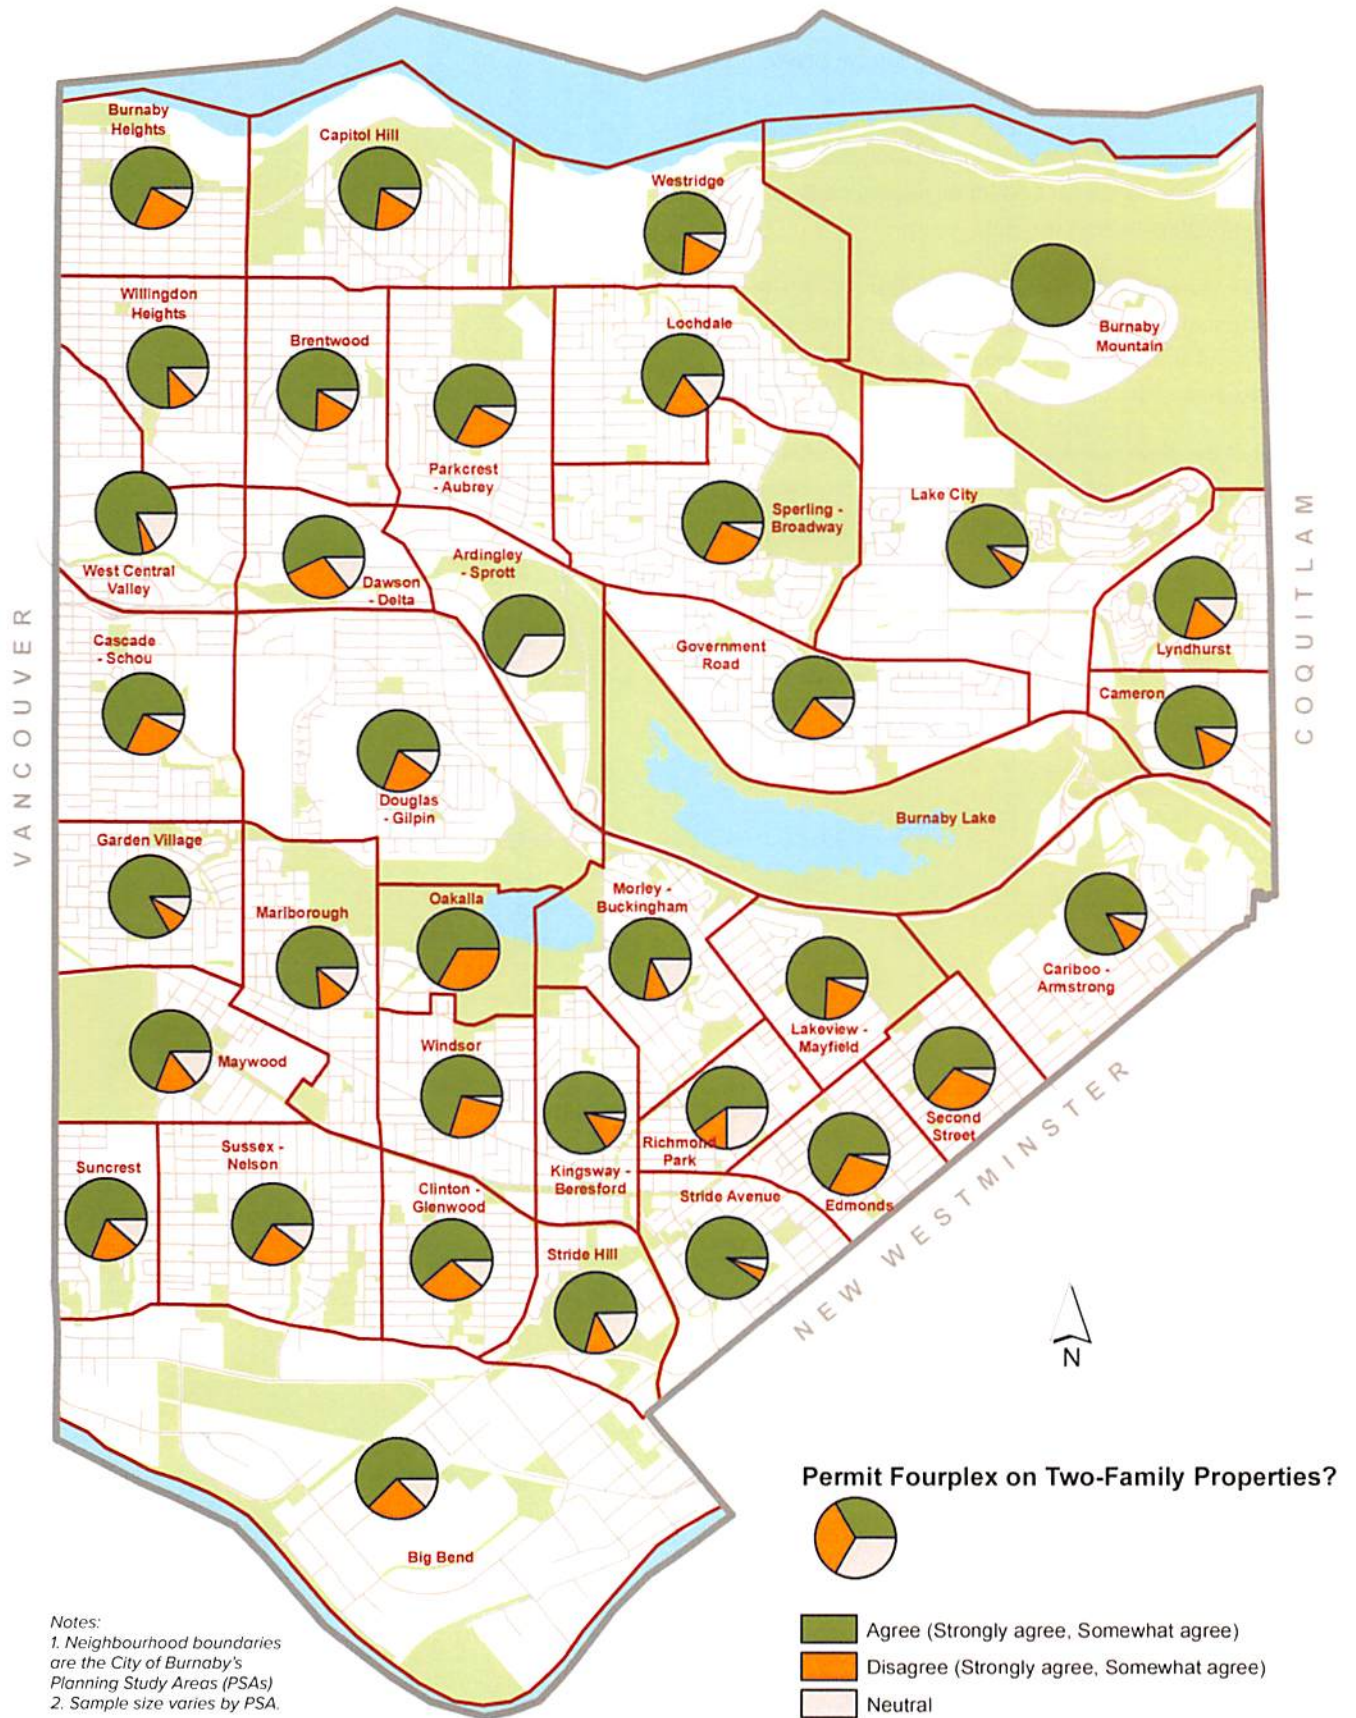 Burnaby
Heights
Capitol Hill
Westridge
Burnaby
Mountain
Willingdon
Heights
Brentwood
Lochdale
Parkcrest
- Aubrey
Sperling -
Broadway
Lake City
West Central
Valley
Dawson
- Delta
Ardingley
- Sprott
Lyndhurst
VANCOUVER
COQUITLAM
Cascade
- Schou
Government
Road
Cameron
Douglas
- Gilpin
Burnaby Lake
Garden Village
Marlborough
Oakalla
Morley -
Buckingham
Cariboo -
Armstrong
Lakeview -
Mayfield
Maywood
Windsor
Kingsway -
Beresford
Richmond
Park
Second
Street
Edmonds
NEW WESTMINSTER
Suncrest
Sussex -
Nelson
Clinton -
Glenwood
Stride Avenue
Stride Hill
N
Big Bend
Permit Fourplex on Two-Family Properties?
Agree (Strongly agree, Somewhat agree)
Disagree (Strongly agree, Somewhat agree)
Neutral
Notes:
1. Neighbourhood boundaries
are the City of Burnaby's
Planning Study Areas (PSAs)
2. Sample size varies by PSA.